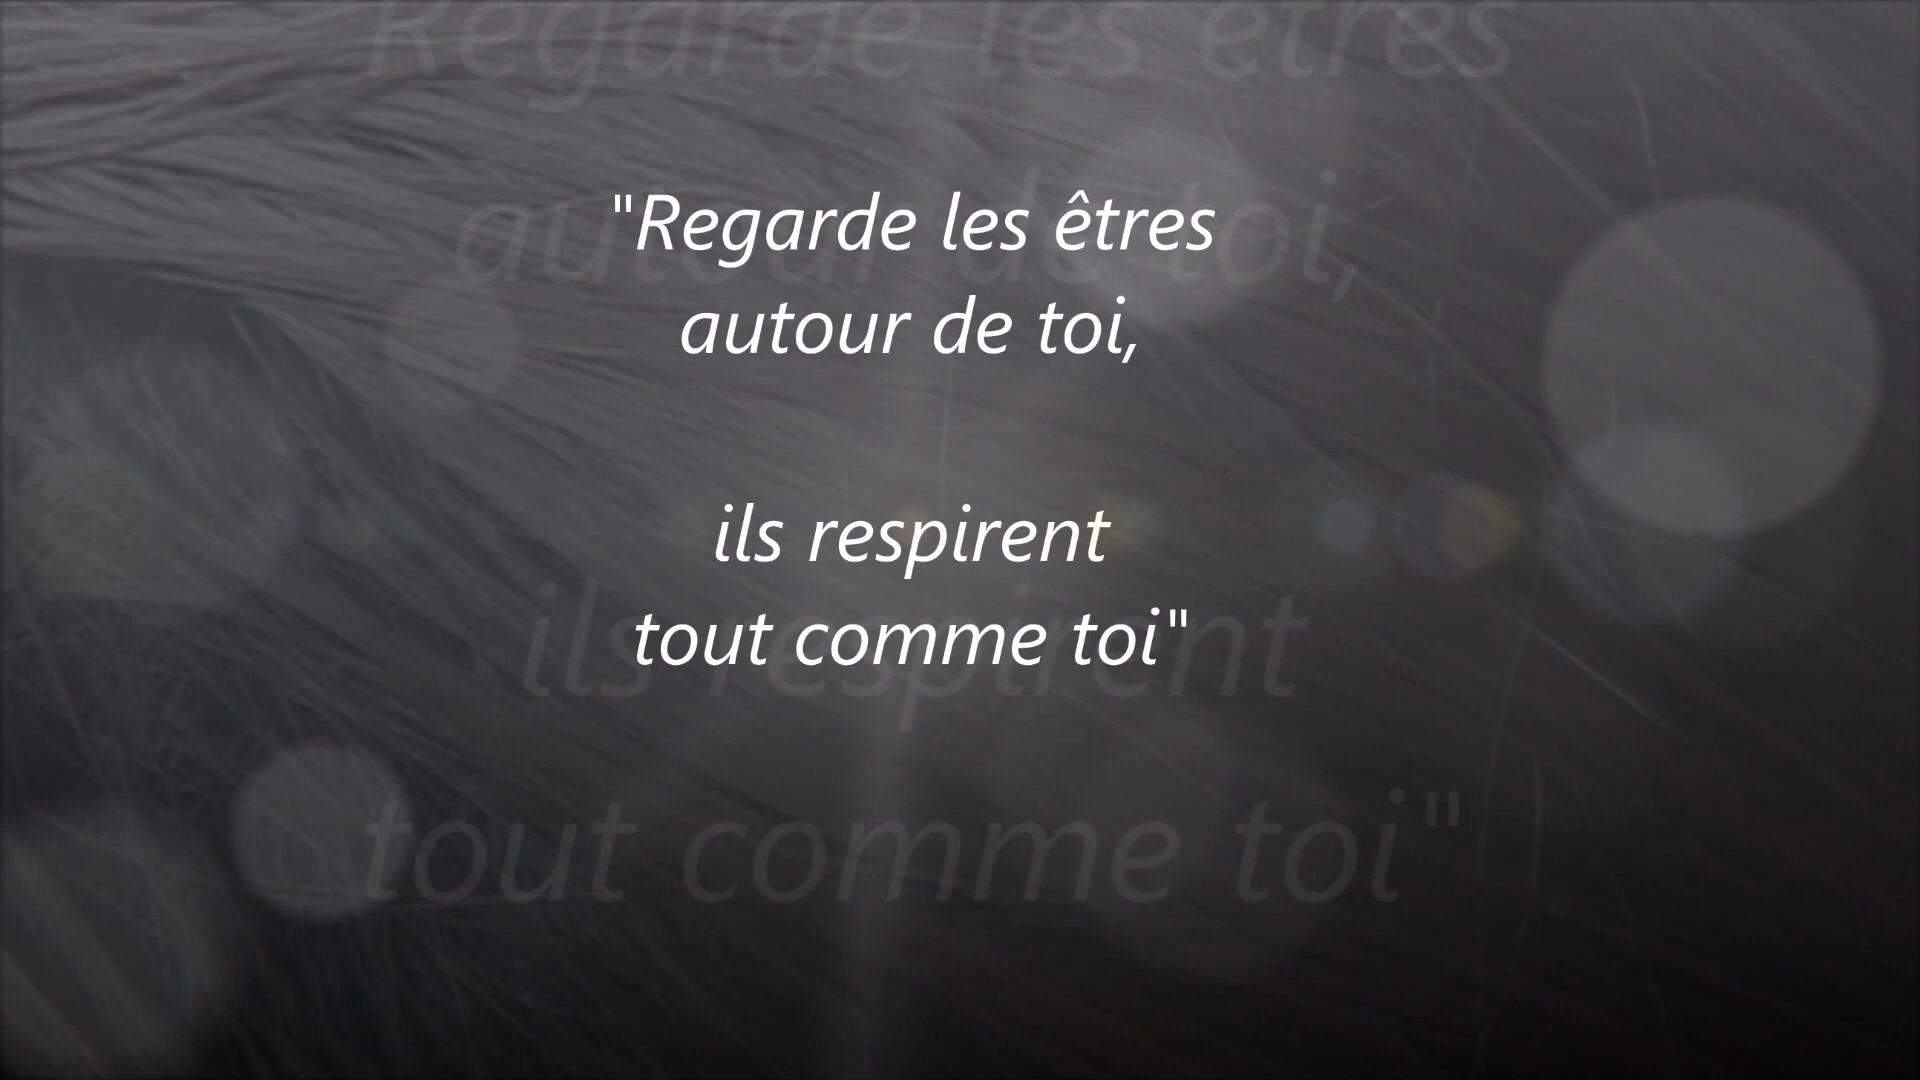 "Regarde les êtres
autour de toi,
ils respirent
tout comme toi"